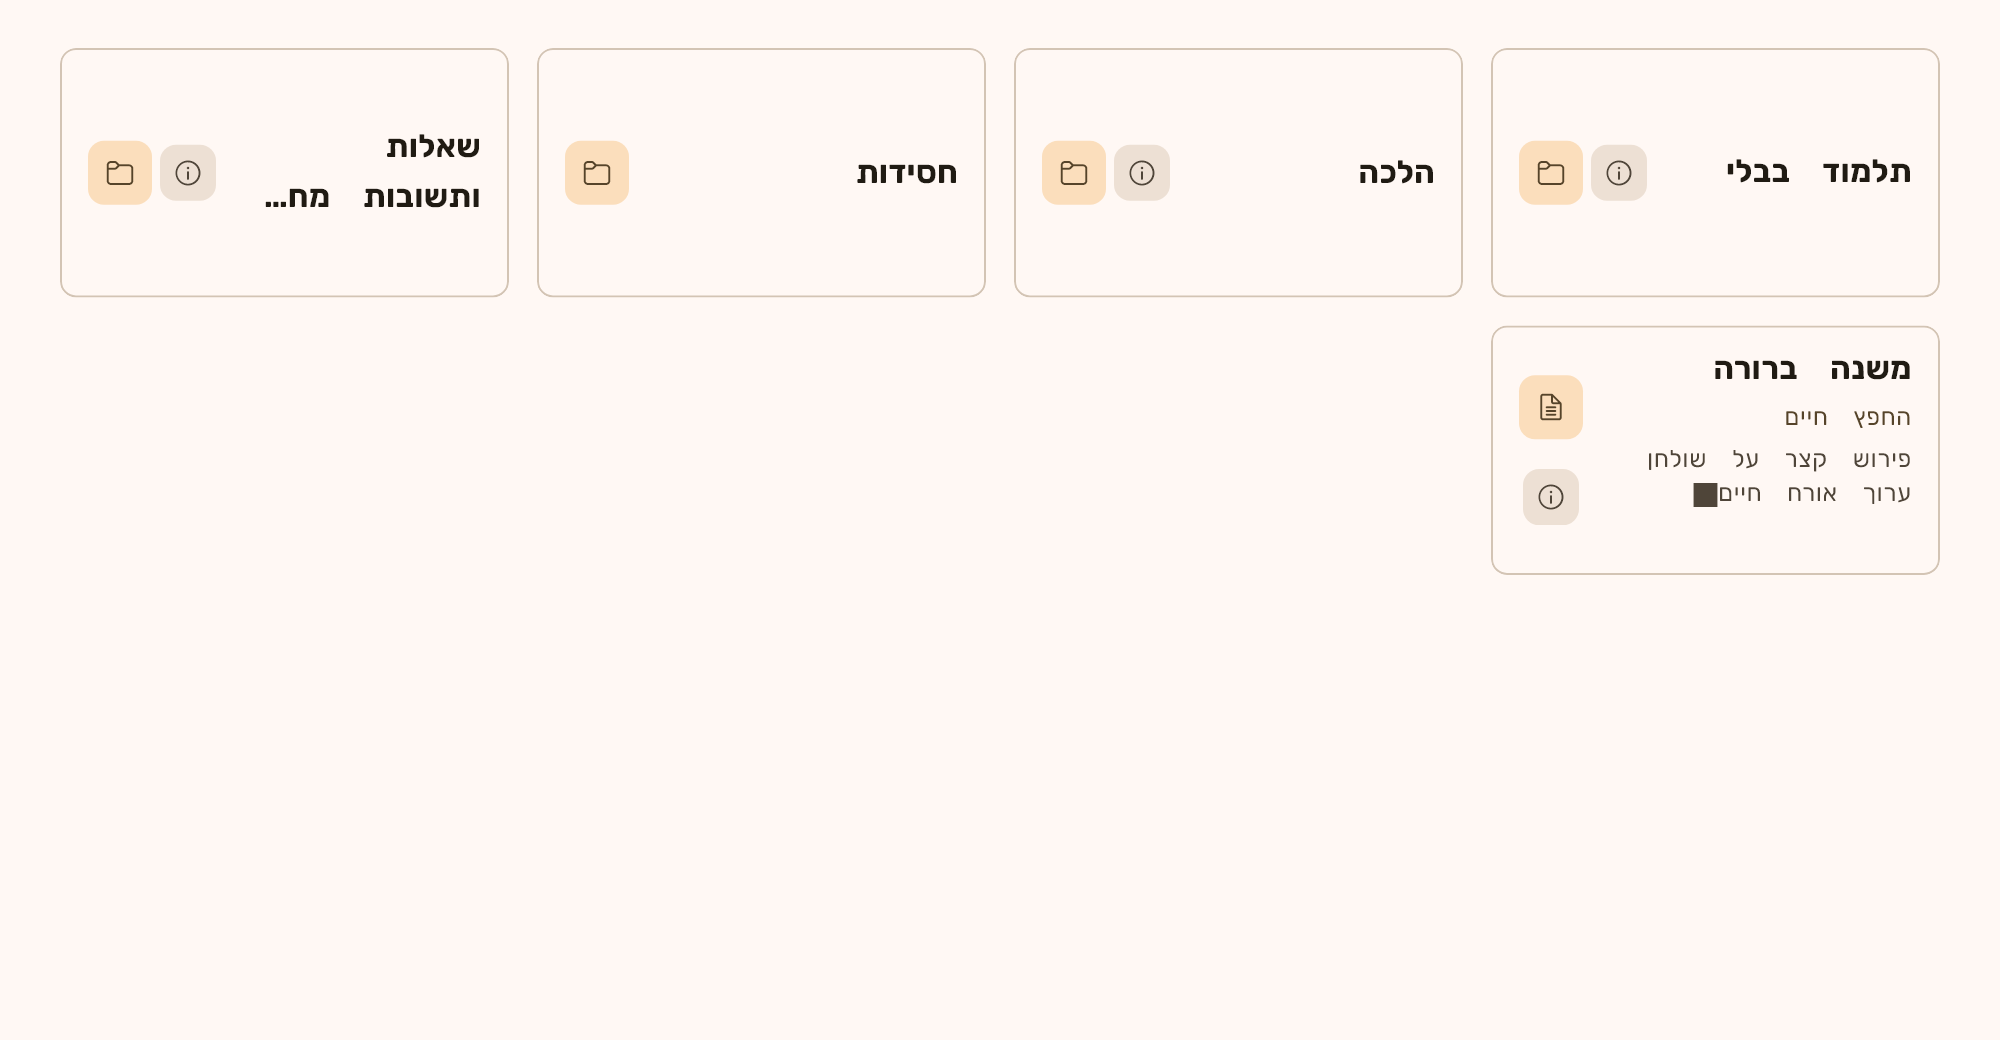 תלמוד בבלי
הלכה
חסידות
שאלות
ותשובות מח...
משנה ברורה
החפץ חיים
פירוש קצר על שולחן
ערוך אורח חיים